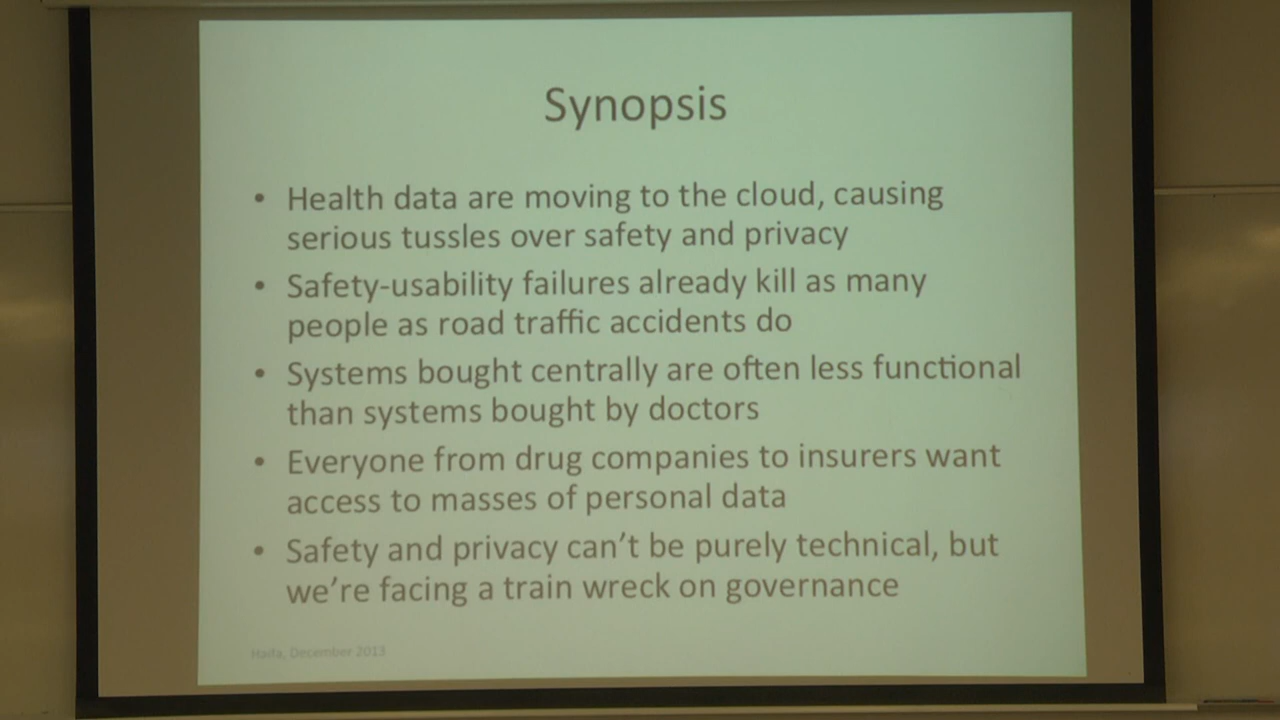 Synopsis
• Health data are moving to the cloud, causing
serious tussles over safety and privacy
• Safety-usability failures already kill as many
people as road traffic accidents do
• Systems bought centrally are often less functional
than systems bought by doctors
• Everyone from drug companies to insurers want
access to masses of personal data
• Safety and privacy can't be purely technical, but
we're facing a train wreck on governance
Haifa, December 2013